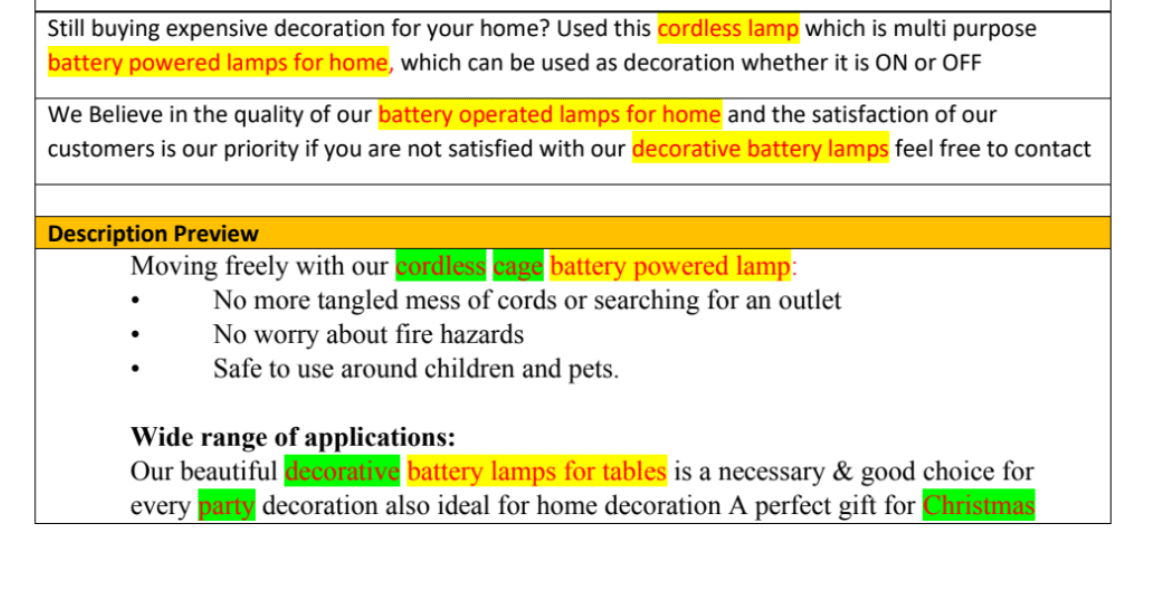 Still buying expensive decoration for your home? Used this cordless lamp which is multi purpose
battery powered lamps for home, which can be used as decoration whether it is ON or OFF
We Believe in the quality of our battery operated lamps for home and the satisfaction of our
customers is our priority if you are not satisfied with our decorative battery lamps feel free to contact
Description Preview
Moving freely with our cordless cage battery powered lamp:
• No more tangled mess of cords or searching for an outlet
• No worry about fire hazards
• Safe to use around children and pets.
Wide range of applications:
Our beautiful decorative battery lamps for tables is a necessary & good choice for
every party decoration also ideal for home decoration A perfect gift for Christmas